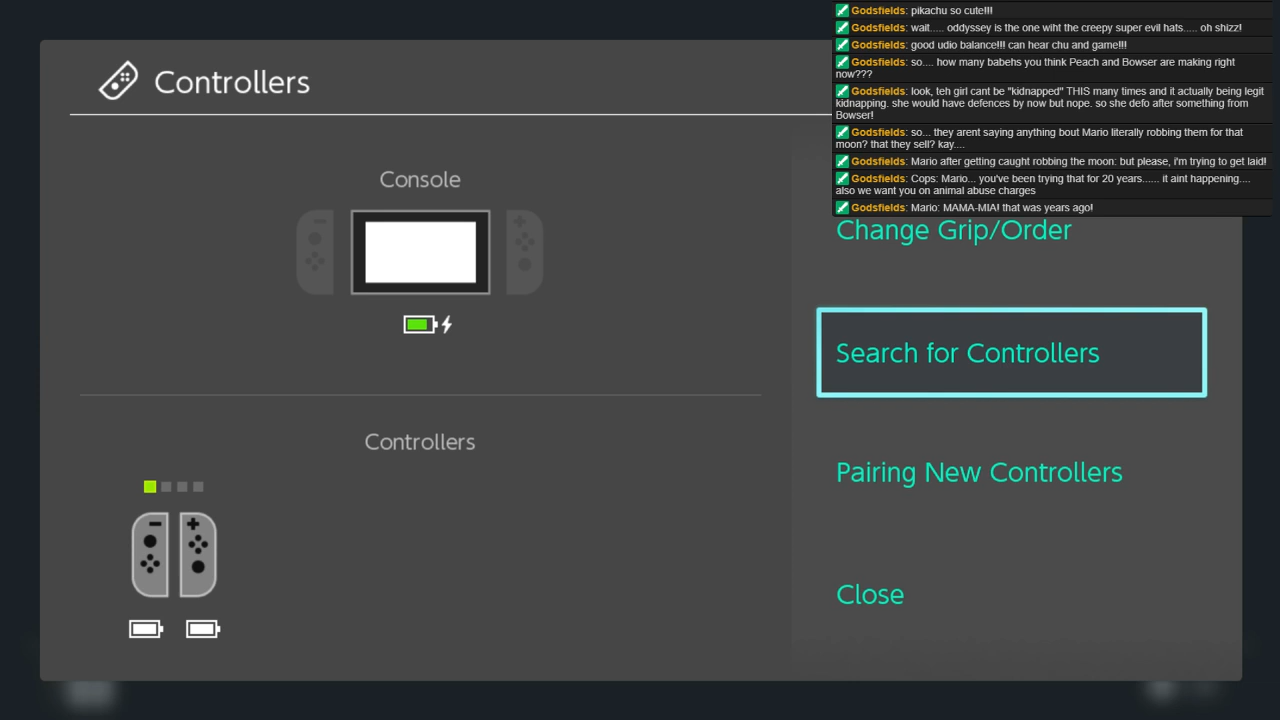 Godsfields: pikachu so cute!!!
Godsfields: wait..... oddyssey is the one wiht the creepy super evil hats..... oh shizz!
Godsfields: good udio balance!!! can hear chu and game!!!
Godsfields: so.... how many babehs you think Peach and Bowser are making right
now???
Godsfields: look, teh girl cant be "kidnapped" THIS many times and it actually being legit
kidnapping. she would have defences by now but nope. so she defo after something from
Bowser!
Godsfields: so... they arent saying anything bout Mario literally robbing them for that
moon? that they sell? kay....
Godsfields: Mario after getting caught robbing the moon: but please, i'm trying to get laid!
Godsfields: Cops: Mario... you've been trying that for 20 years...... it aint happening....
also we want you on animal abuse charges
Godsfields: Mario: MAMA-MIA! that was years ago!
Controllers
Console
Controllers
Change Grip/Order
Search for Controllers
Pairing New Controllers
Close